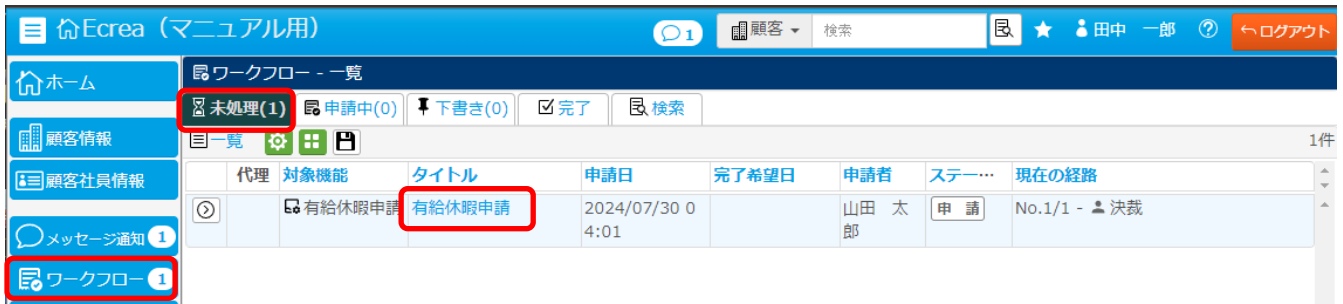 Ecrea（マニュアル用） 1 顧客 検索 田中 一郎 ログアウト
ホーム
ワークフロー - 一覧
未処理(1) 申請中(0) 下書き(0) 完了 検索
顧客情報
一覧 1件
顧客社員情報
代理 対象機能 タイトル 申請日 完了希望日 申請者 ステー… 現在の経路
有給休暇申請 有給休暇申請 2024/07/30 0 山田 太 申 請 No.1/1 - 決裁
4:01 郎
メッセージ通知 1
ワークフロー 1